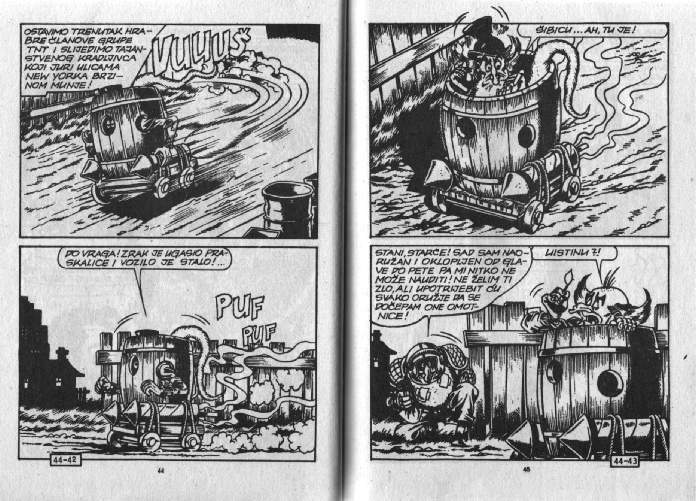 OSTAVIMO TRENUTAK HRA-
BRE ČLANOVE GRUPE
TNT I SLIJEDIMO TAJAN-
STVENOG KRADLJIVCA
KOJI JURI ULICAMA
NEW YORKA BRZI-
NOM MUNJE!
DO VRAGA! ZRAK JE UGASIO PRA-
SKALICE I VOZILO JE STALO!...
PUF
PUF
44-42
44
ŠIBICU...AH, TU JE!
STANI, STARČE! SAD SAM NAO-
RUŽAN I OKLOPLJEN OD GLA-
VE DO PETE PA MI NITKO NE
MOŽE NAUDITI! NE ŽELIM TI
ZLO, ALI UPOTRIJEBIT ĆU
SVAKO ORUŽJE DA SE
DOČEPAM ONE OMOT-
NICE!
UISTINU?!
45
44-43